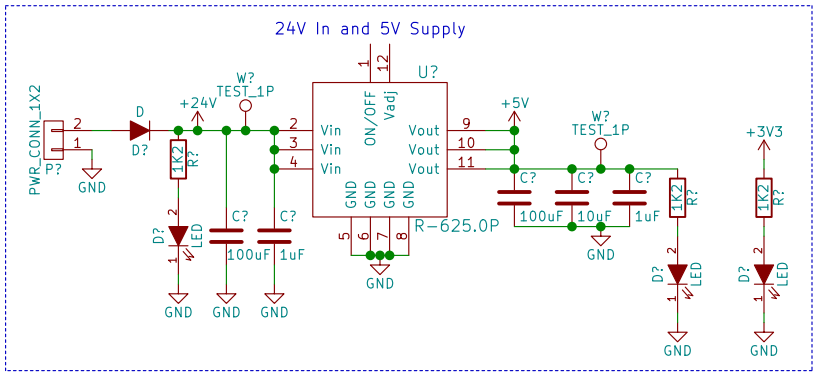 24V In and 5V Supply
PWR_CONN_1X2
P?
2
1
GND
D
D?
+24V
W?
TEST_1P
1K2
R?
D?
2
1
LED
GND
C?
100uF
GND
C?
1uF
GND
1
12
U?
ON/OFF
Vadj
2
Vin
3
Vin
4
Vin
Vout
9
Vout
10
Vout
11
GND
GND
GND
GND
5
6
7
8
R-625.0P
GND
+5V
W?
TEST_1P
C?
100uF
C?
10uF
C?
1uF
GND
1K2
R?
D?
2
1
LED
GND
+3V3
1K2
R?
D?
2
1
LED
GND